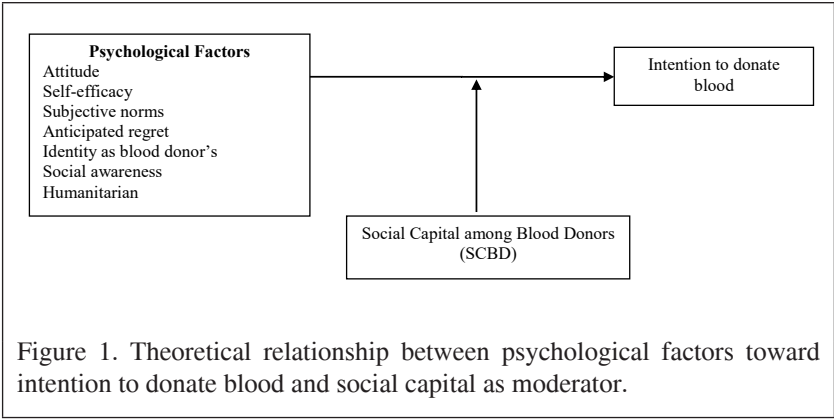 Psychological Factors
Attitude
Self-efficacy
Subjective norms
Anticipated regret
Identity as blood donor's
Social awareness
Humanitarian
Intention to donate
blood
Social Capital among Blood Donors
(SCBD)
Figure 1. Theoretical relationship between psychological factors toward
intention to donate blood and social capital as moderator.